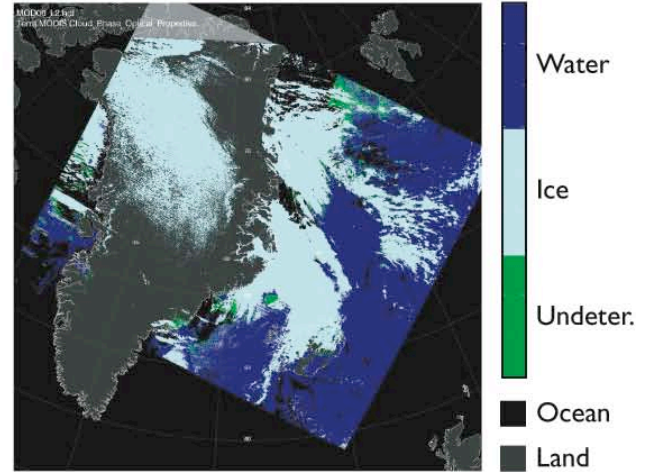 MOD06_L2.hdf
Terra MODIS Cloud_Phase_Optical_Properties
Water
Ice
Undeter.
Ocean
Land